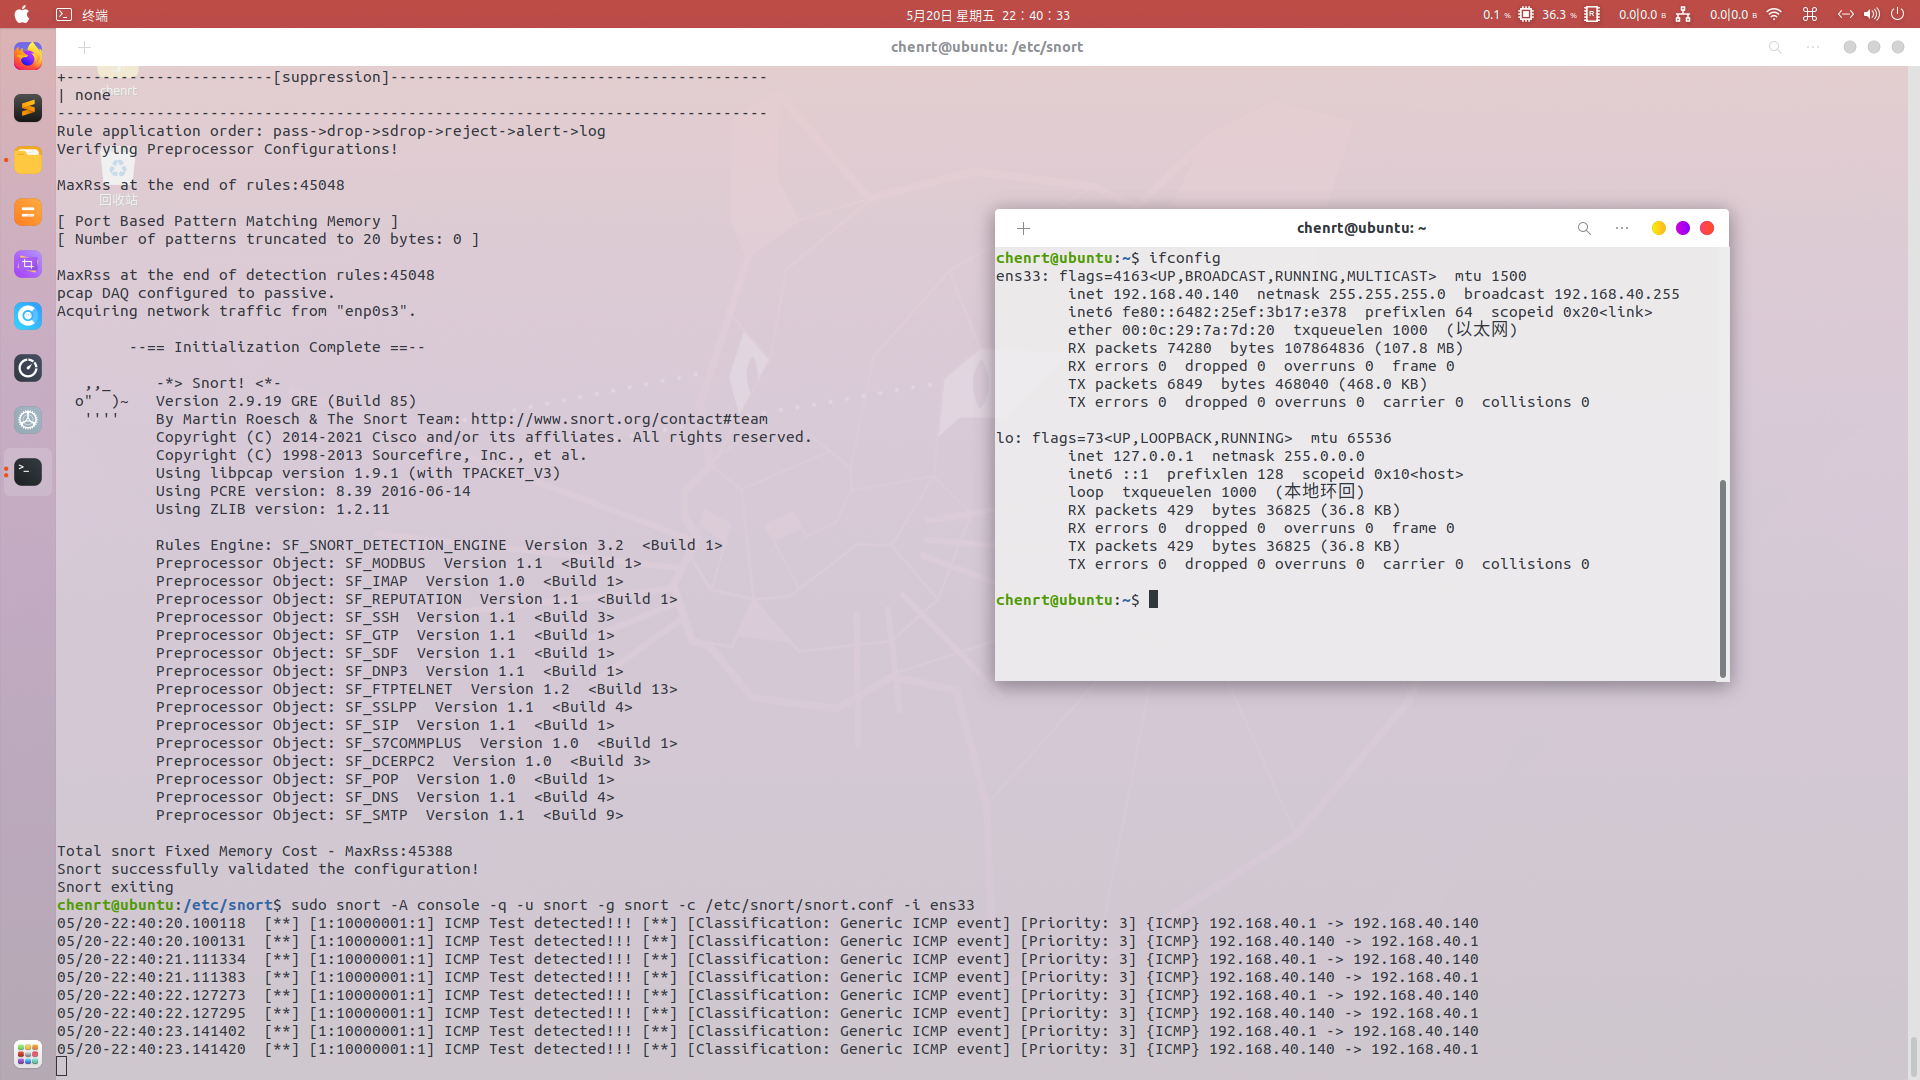 终端
5月20日 星期五 22：40：33
0.1 % 36.3 % R 0.0|0.0 B 0.0|0.0 B
chenrt@ubuntu: /etc/snort
+-----------------------[suppression]------------------------------------------
chenrt
| none
-------------------------------------------------------------------------------
Rule application order: pass->drop->sdrop->reject->alert->log
Verifying Preprocessor Configurations!
MaxRss at the end of rules:45048
回收站
[ Port Based Pattern Matching Memory ]
[ Number of patterns truncated to 20 bytes: 0 ]
MaxRss at the end of detection rules:45048
pcap DAQ configured to passive.
Acquiring network traffic from "enp0s3".
--== Initialization Complete ==--
,,_     -*> Snort! <*-
o"  )~   Version 2.9.19 GRE (Build 85)
''''    By Martin Roesch & The Snort Team: http://www.snort.org/contact#team
Copyright (C) 2014-2021 Cisco and/or its affiliates. All rights reserved.
Copyright (C) 1998-2013 Sourcefire, Inc., et al.
Using libpcap version 1.9.1 (with TPACKET_V3)
Using PCRE version: 8.39 2016-06-14
Using ZLIB version: 1.2.11
Rules Engine: SF_SNORT_DETECTION_ENGINE  Version 3.2  <Build 1>
Preprocessor Object: SF_MODBUS  Version 1.1  <Build 1>
Preprocessor Object: SF_IMAP  Version 1.0  <Build 1>
Preprocessor Object: SF_REPUTATION  Version 1.1  <Build 1>
Preprocessor Object: SF_SSH  Version 1.1  <Build 3>
Preprocessor Object: SF_GTP  Version 1.1  <Build 1>
Preprocessor Object: SF_SDF  Version 1.1  <Build 1>
Preprocessor Object: SF_DNP3  Version 1.1  <Build 1>
Preprocessor Object: SF_FTPTELNET  Version 1.2  <Build 13>
Preprocessor Object: SF_SSLPP  Version 1.1  <Build 4>
Preprocessor Object: SF_SIP  Version 1.1  <Build 1>
Preprocessor Object: SF_S7COMMPLUS  Version 1.0  <Build 1>
Preprocessor Object: SF_DCERPC2  Version 1.0  <Build 3>
Preprocessor Object: SF_POP  Version 1.0  <Build 1>
Preprocessor Object: SF_DNS  Version 1.1  <Build 4>
Preprocessor Object: SF_SMTP  Version 1.1  <Build 9>
Total snort Fixed Memory Cost - MaxRss:45388
Snort successfully validated the configuration!
Snort exiting
chenrt@ubuntu:/etc/snort$ sudo snort -A console -q -u snort -g snort -c /etc/snort/snort.conf -i ens33
05/20-22:40:20.100118  [**] [1:10000001:1] ICMP Test detected!!! [**] [Classification: Generic ICMP event] [Priority: 3] {ICMP} 192.168.40.1 -> 192.168.40.140
05/20-22:40:20.100131  [**] [1:10000001:1] ICMP Test detected!!! [**] [Classification: Generic ICMP event] [Priority: 3] {ICMP} 192.168.40.140 -> 192.168.40.1
05/20-22:40:21.111334  [**] [1:10000001:1] ICMP Test detected!!! [**] [Classification: Generic ICMP event] [Priority: 3] {ICMP} 192.168.40.1 -> 192.168.40.140
05/20-22:40:21.111383  [**] [1:10000001:1] ICMP Test detected!!! [**] [Classification: Generic ICMP event] [Priority: 3] {ICMP} 192.168.40.140 -> 192.168.40.1
05/20-22:40:22.127273  [**] [1:10000001:1] ICMP Test detected!!! [**] [Classification: Generic ICMP event] [Priority: 3] {ICMP} 192.168.40.1 -> 192.168.40.140
05/20-22:40:22.127295  [**] [1:10000001:1] ICMP Test detected!!! [**] [Classification: Generic ICMP event] [Priority: 3] {ICMP} 192.168.40.140 -> 192.168.40.1
05/20-22:40:23.141402  [**] [1:10000001:1] ICMP Test detected!!! [**] [Classification: Generic ICMP event] [Priority: 3] {ICMP} 192.168.40.1 -> 192.168.40.140
05/20-22:40:23.141420  [**] [1:10000001:1] ICMP Test detected!!! [**] [Classification: Generic ICMP event] [Priority: 3] {ICMP} 192.168.40.140 -> 192.168.40.1
chenrt@ubuntu: ~
chenrt@ubuntu:~$ ifconfig
ens33: flags=4163<UP,BROADCAST,RUNNING,MULTICAST>  mtu 1500
inet 192.168.40.140  netmask 255.255.255.0  broadcast 192.168.40.255
inet6 fe80::6482:25ef:3b17:e378  prefixlen 64  scopeid 0x20<link>
ether 00:0c:29:7a:7d:20  txqueuelen 1000  (以太网)
RX packets 74280  bytes 107864836 (107.8 MB)
RX errors 0  dropped 0  overruns 0  frame 0
TX packets 6849  bytes 468040 (468.0 KB)
TX errors 0  dropped 0 overruns 0  carrier 0  collisions 0
lo: flags=73<UP,LOOPBACK,RUNNING>  mtu 65536
inet 127.0.0.1  netmask 255.0.0.0
inet6 ::1  prefixlen 128  scopeid 0x10<host>
loop  txqueuelen 1000  (本地环回)
RX packets 429  bytes 36825 (36.8 KB)
RX errors 0  dropped 0  overruns 0  frame 0
TX packets 429  bytes 36825 (36.8 KB)
TX errors 0  dropped 0 overruns 0  carrier 0  collisions 0
chenrt@ubuntu:~$